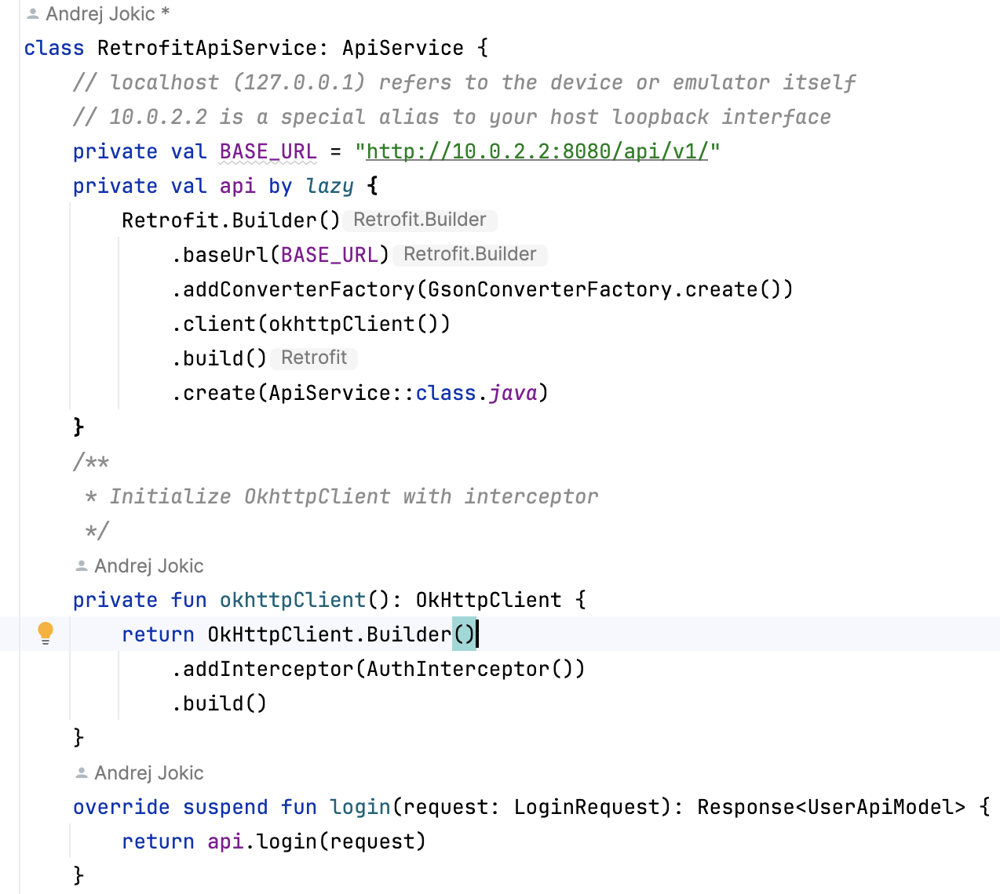 Andrej Jokic *
class RetrofitApiService: ApiService {
// localhost (127.0.0.1) refers to the device or emulator itself
// 10.0.2.2 is a special alias to your host loopback interface
private val BASE_URL = "http://10.0.2.2:8080/api/v1/"
private val api by lazy {
Retrofit.Builder() Retrofit.Builder
.baseUrl(BASE_URL) Retrofit.Builder
.addConverterFactory(GsonConverterFactory.create())
.client(okhttpClient())
.build() Retrofit
.create(ApiService::class.java)
}
/**
* Initialize OkhttpClient with interceptor
*/
Andrej Jokic
private fun okhttpClient(): OkHttpClient {
return OkHttpClient.Builder()
.addInterceptor(AuthInterceptor())
.build()
}
Andrej Jokic
override suspend fun login(request: LoginRequest): Response<UserApiModel> {
return api.login(request)
}